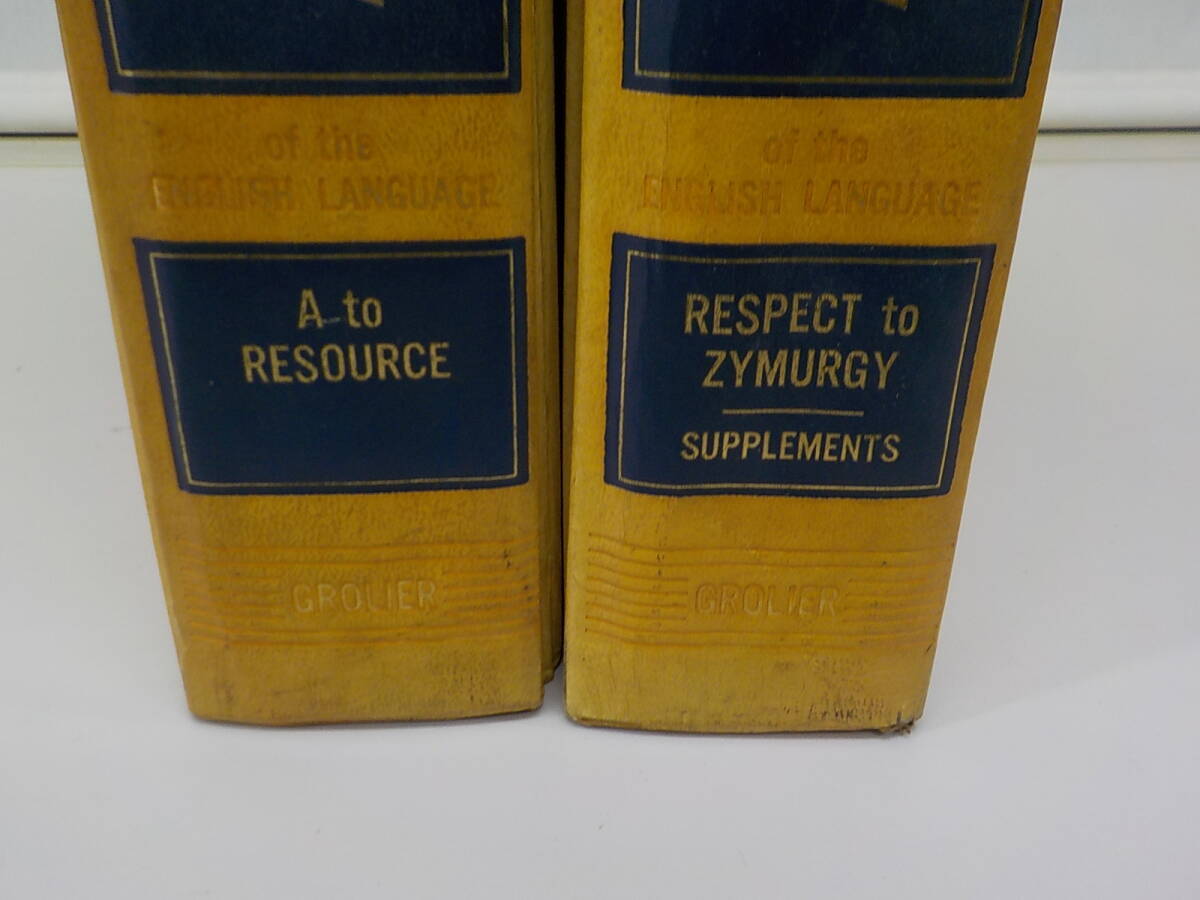 of the
ENGLISH LANGUAGE
A to
RESOURCE
GROLIER
of the
ENGLISH LANGUAGE
RESPECT to
ZYMURGY
SUPPLEMENTS
GROLIER